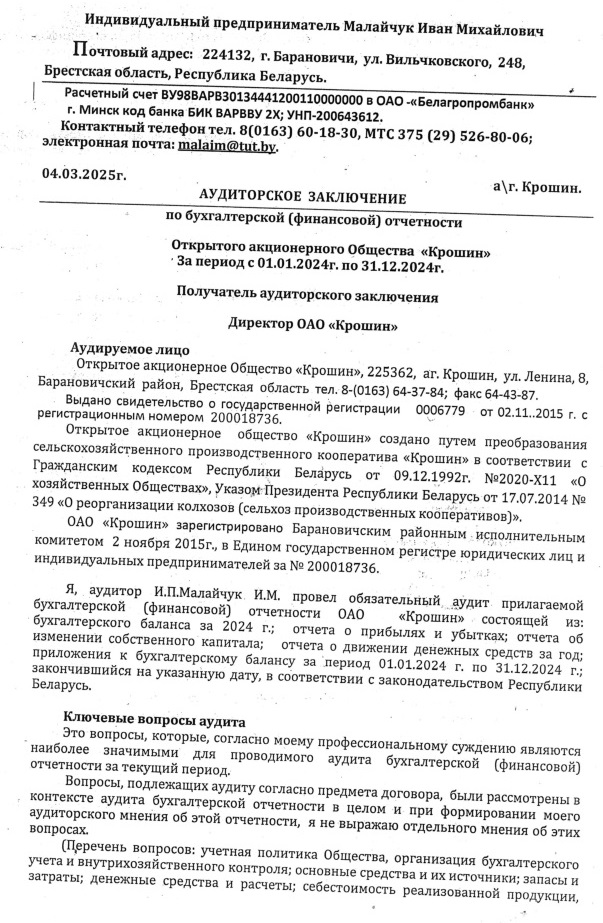 Индивидуальный предприниматель Малайчук Иван Михайлович
Почтовый адрес: 224132, г. Барановичи, ул. Вильчковского, 248,
Брестская область, Республика Беларусь.
Расчетный счет BY98BAPB30134441200110000000 в ОАО -«Белагропромбанк»
г. Минск код банка БИК BAPBBY 2X; УНП-200643612.
Контактный телефон тел. 8(0163) 60-18-30, МТС 375 (29) 526-80-06;
электронная почта: malaim@tut.by.
04.03.2025г.
а\г. Крошин.
АУДИТОРСКОЕ ЗАКЛЮЧЕНИЕ
по бухгалтерской (финансовой) отчетности
Открытого акционерного Общества «Крошин»
За период с 01.01.2024г. по 31.12.2024г.
Получатель аудиторского заключения
Директор ОАО «Крошин»
Аудируемое лицо
Открытое акционерное Общество «Крошин», 225362, аг. Крошин, ул. Ленина, 8,
Барановичский район, Брестская область тел. 8-(0163) 64-37-84; факс 64-43-87.
Выдано свидетельство о государственной регистрации 0006779 от 02.11..2015 г. с
регистрационным номером 200018736.
Открытое акционерное общество «Крошин» создано путем преобразования
сельскохозяйственного производственного кооператива «Крошин» в соответствии с
Гражданским кодексом Республики Беларусь от 09.12.1992г. №2020-X11 «О
хозяйственных Обществах», Указом Президента Республики Беларусь от 17.07.2014 №
349 «О реорганизации колхозов (сельхоз производственных кооперативов)».
ОАО «Крошин» зарегистрировано Барановичским районным исполнительным
комитетом 2 ноября 2015г., в Едином государственном регистре юридических лиц и
индивидуальных предпринимателей за № 200018736.
Я, аудитор И.П.Малайчук И.М. провел обязательный аудит прилагаемой
бухгалтерской (финансовой) отчетности ОАО «Крошин» состоящей из:
бухгалтерского баланса за 2024 г.; отчета о прибылях и убытках; отчета об
изменении собственного капитала; отчета о движении денежных средств за год;
приложения к бухгалтерскому балансу за период 01.01.2024 г. по 31.12.2024 г.;
закончившийся на указанную дату, в соответствии с законодательством Республики
Беларусь.
Ключевые вопросы аудита
Это вопросы, которые, согласно моему профессиональному суждению являются
наиболее значимыми для проводимого аудита бухгалтерской (финансовой)
отчетности за текущий период.
Вопросы, подлежащих аудиту согласно предмета договора, были рассмотрены в
контексте аудита бухгалтерской отчетности в целом и при формировании моего
аудиторского мнения об этой отчетности, я не выражаю отдельного мнения об этих
вопросах.
(Перечень вопросов: учетная политика Общества, организация бухгалтерского
учета и внутрихозяйственного контроля; основные средства и их источники; запасы и
затраты; денежные средства и расчеты; себестоимость реализованной продукции,